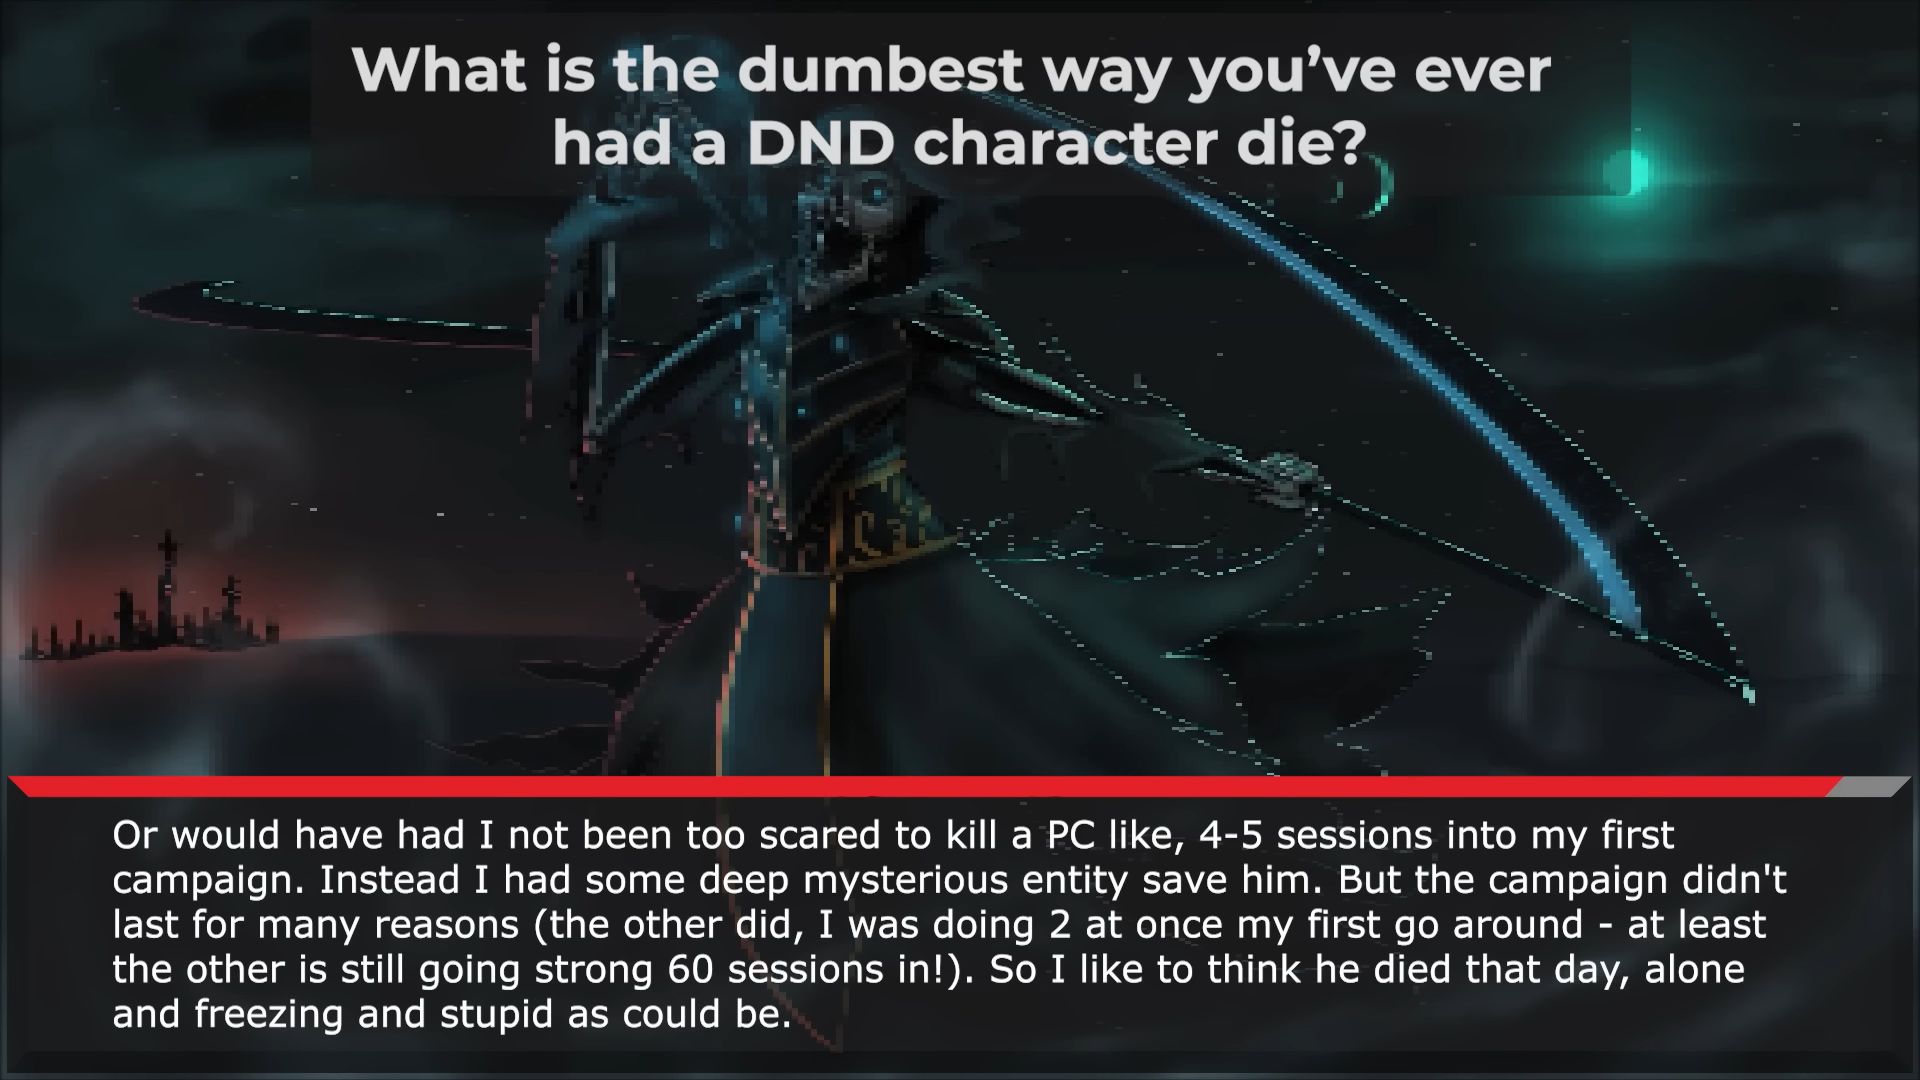 What is the dumbest way you’ve ever
had a DND character die?
Or would have had I not been too scared to kill a PC like, 4-5 sessions into my first
campaign. Instead I had some deep mysterious entity save him. But the campaign didn't
last for many reasons (the other did, I was doing 2 at once my first go around - at least
the other is still going strong 60 sessions in!). So I like to think he died that day, alone
and freezing and stupid as could be.